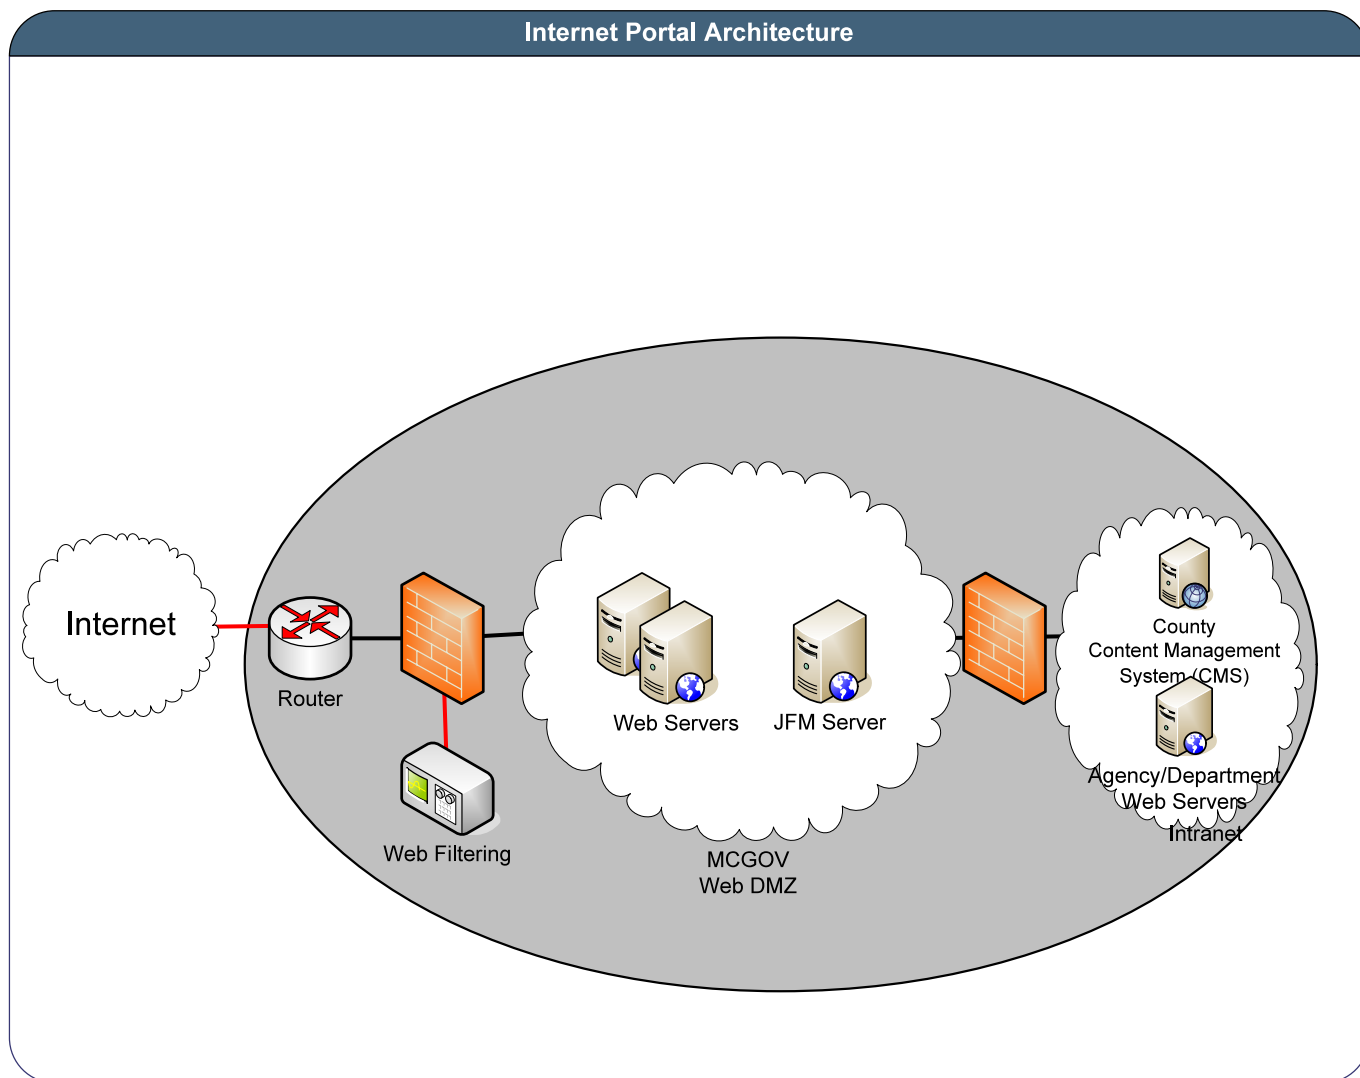 Internet Portal Architecture
Internet
Router
Web Filtering
Web Servers
JFM Server
MCGOV
Web DMZ
County
Content Management
System (CMS)
Agency/Department
Web Servers
Intranet